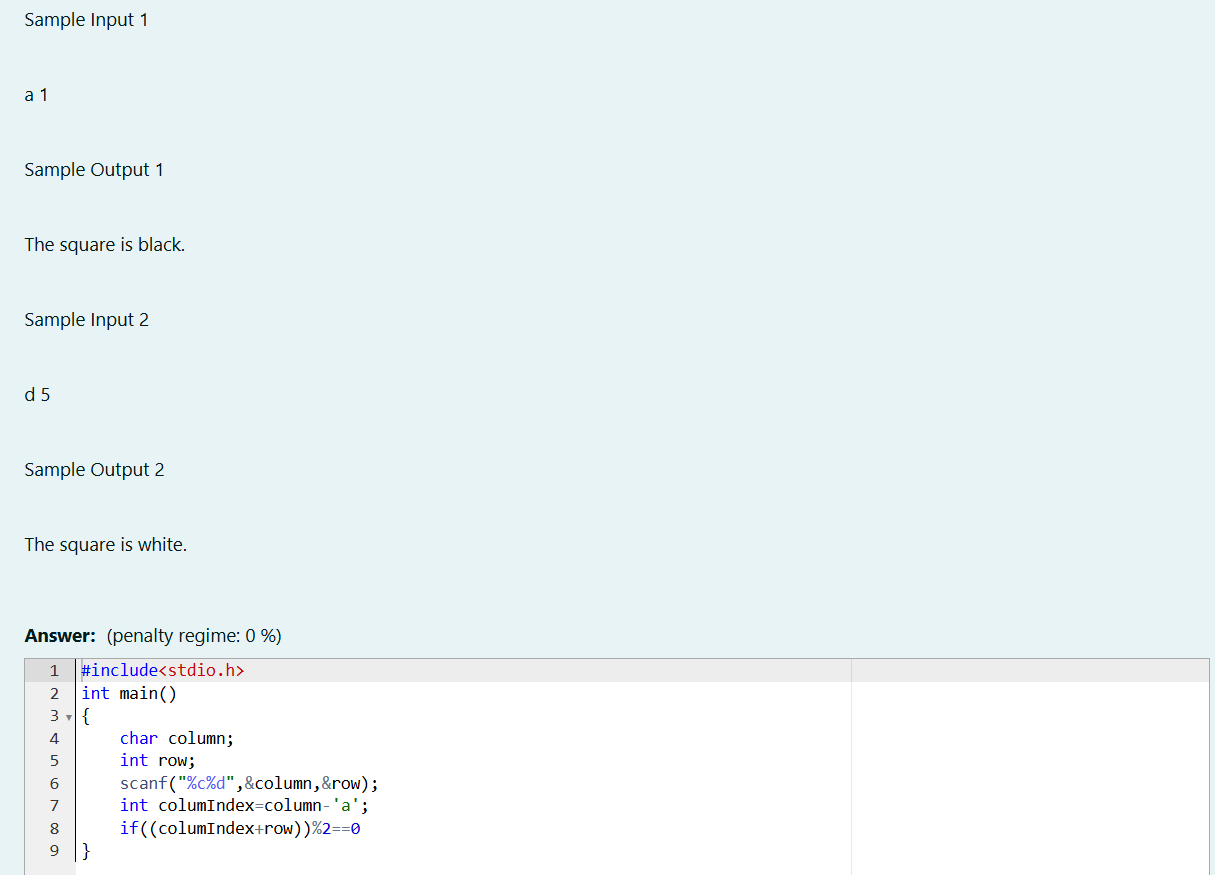 Sample Input 1
a 1
Sample Output 1
The square is black.
Sample Input 2
d 5
Sample Output 2
The square is white.
Answer: (penalty regime: 0 %)
1 #include<stdio.h>
2 int main()
3 {
4 char column;
5 int row;
6 scanf("%c%d",&column,&row);
7 int columIndex=column-'a';
8 if((columIndex+row))%2==0
9 }